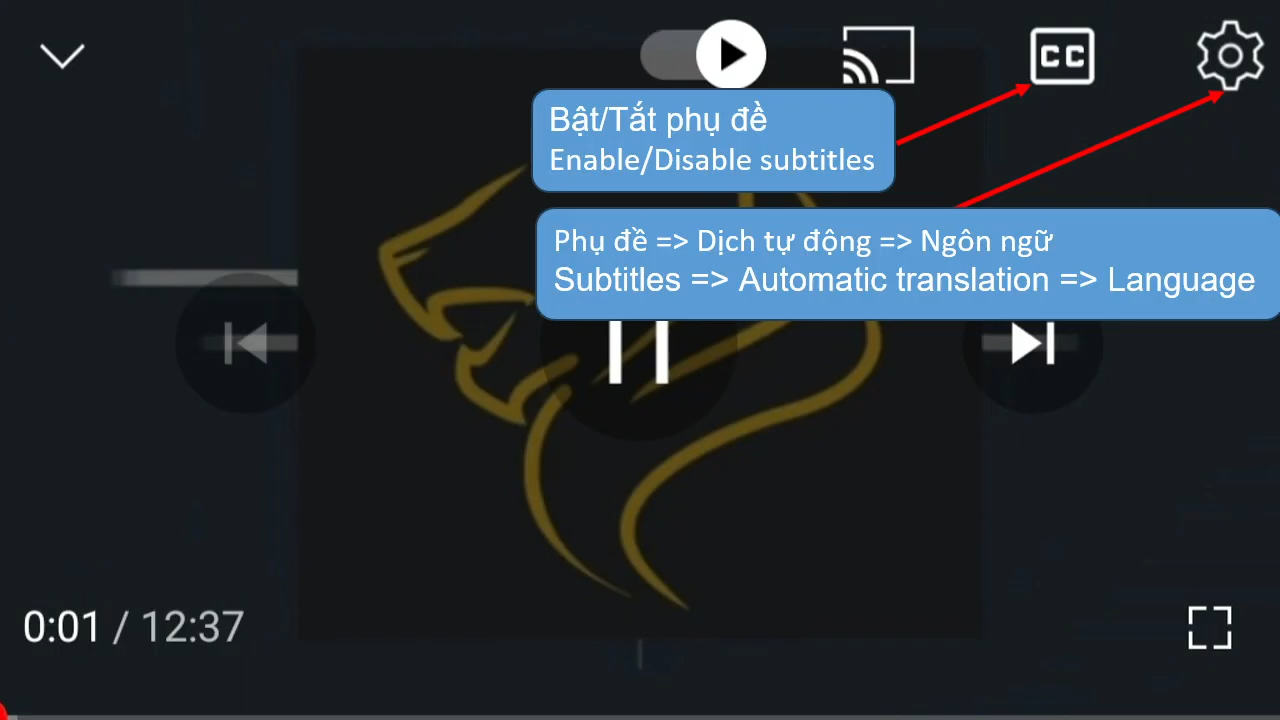 CC
Bật/Tắt phụ đề
Enable/Disable subtitles
Phụ đề => Dịch tự động => Ngôn ngữ
Subtitles => Automatic translation => Language
0:01 / 12:37